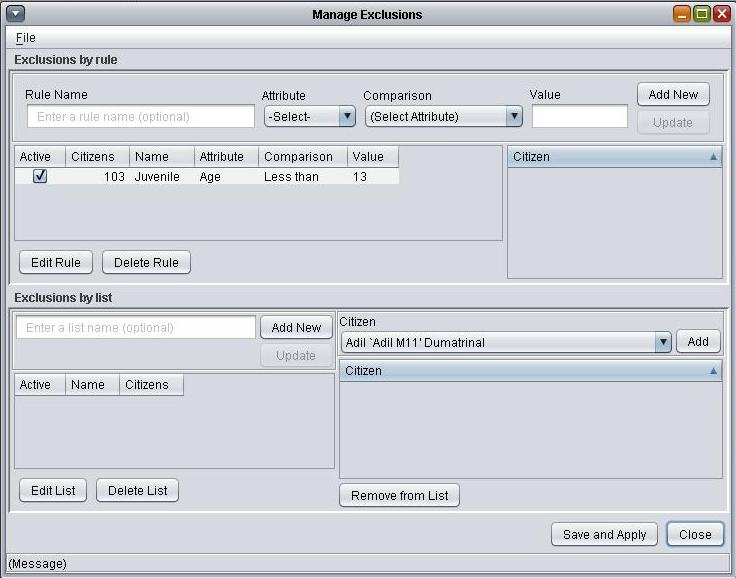 Manage Exclusions
File
Exclusions by rule
Rule Name Attribute Comparison Value
Enter a rule name (optional) -Select- (Select Attribute) Add New
Update
Active Citizens Name Attribute Comparison Value
103 Juvenile Age Less than 13
Citizen
Edit Rule Delete Rule
Exclusions by list
Enter a list name (optional) Add New
Update
Active Name Citizens
Edit List Delete List
Citizen
Adil `Adil M11' Dumatrinal Add
Citizen
Remove from List
Save and Apply Close
(Message)